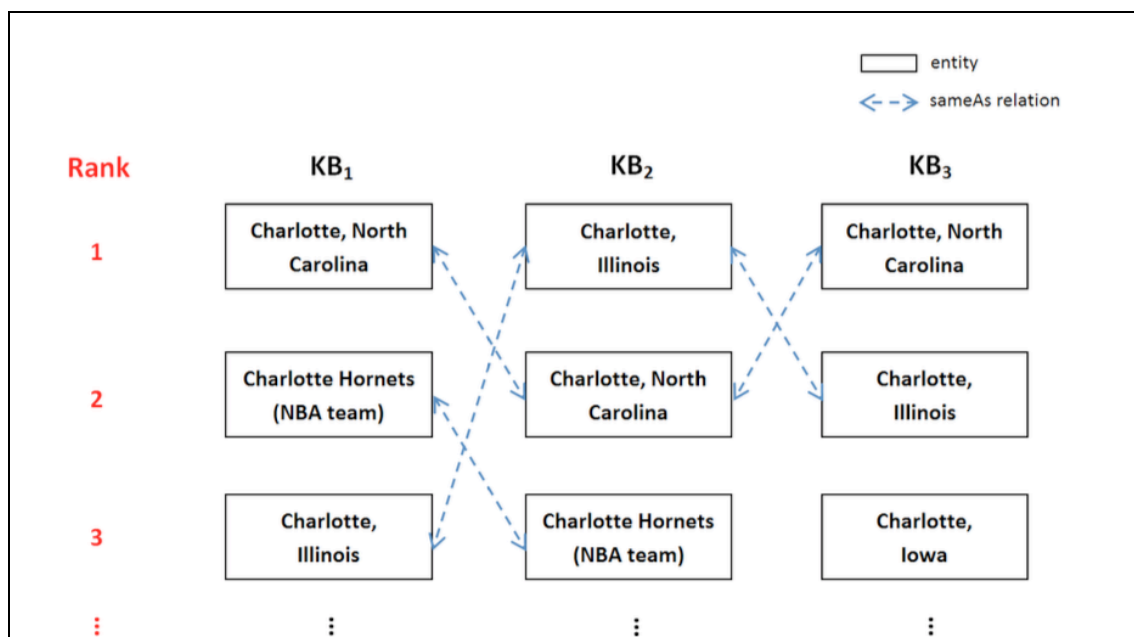 entity
sameAs relation
Rank KB₁ KB₂ KB₃
1
Charlotte, North
Carolina
Charlotte,
Illinois
Charlotte, North
Carolina
2
Charlotte Hornets
(NBA team)
Charlotte, North
Carolina
Charlotte,
Illinois
3
Charlotte,
Illinois
Charlotte Hornets
(NBA team)
Charlotte,
Iowa
⋮ ⋮ ⋮ ⋮